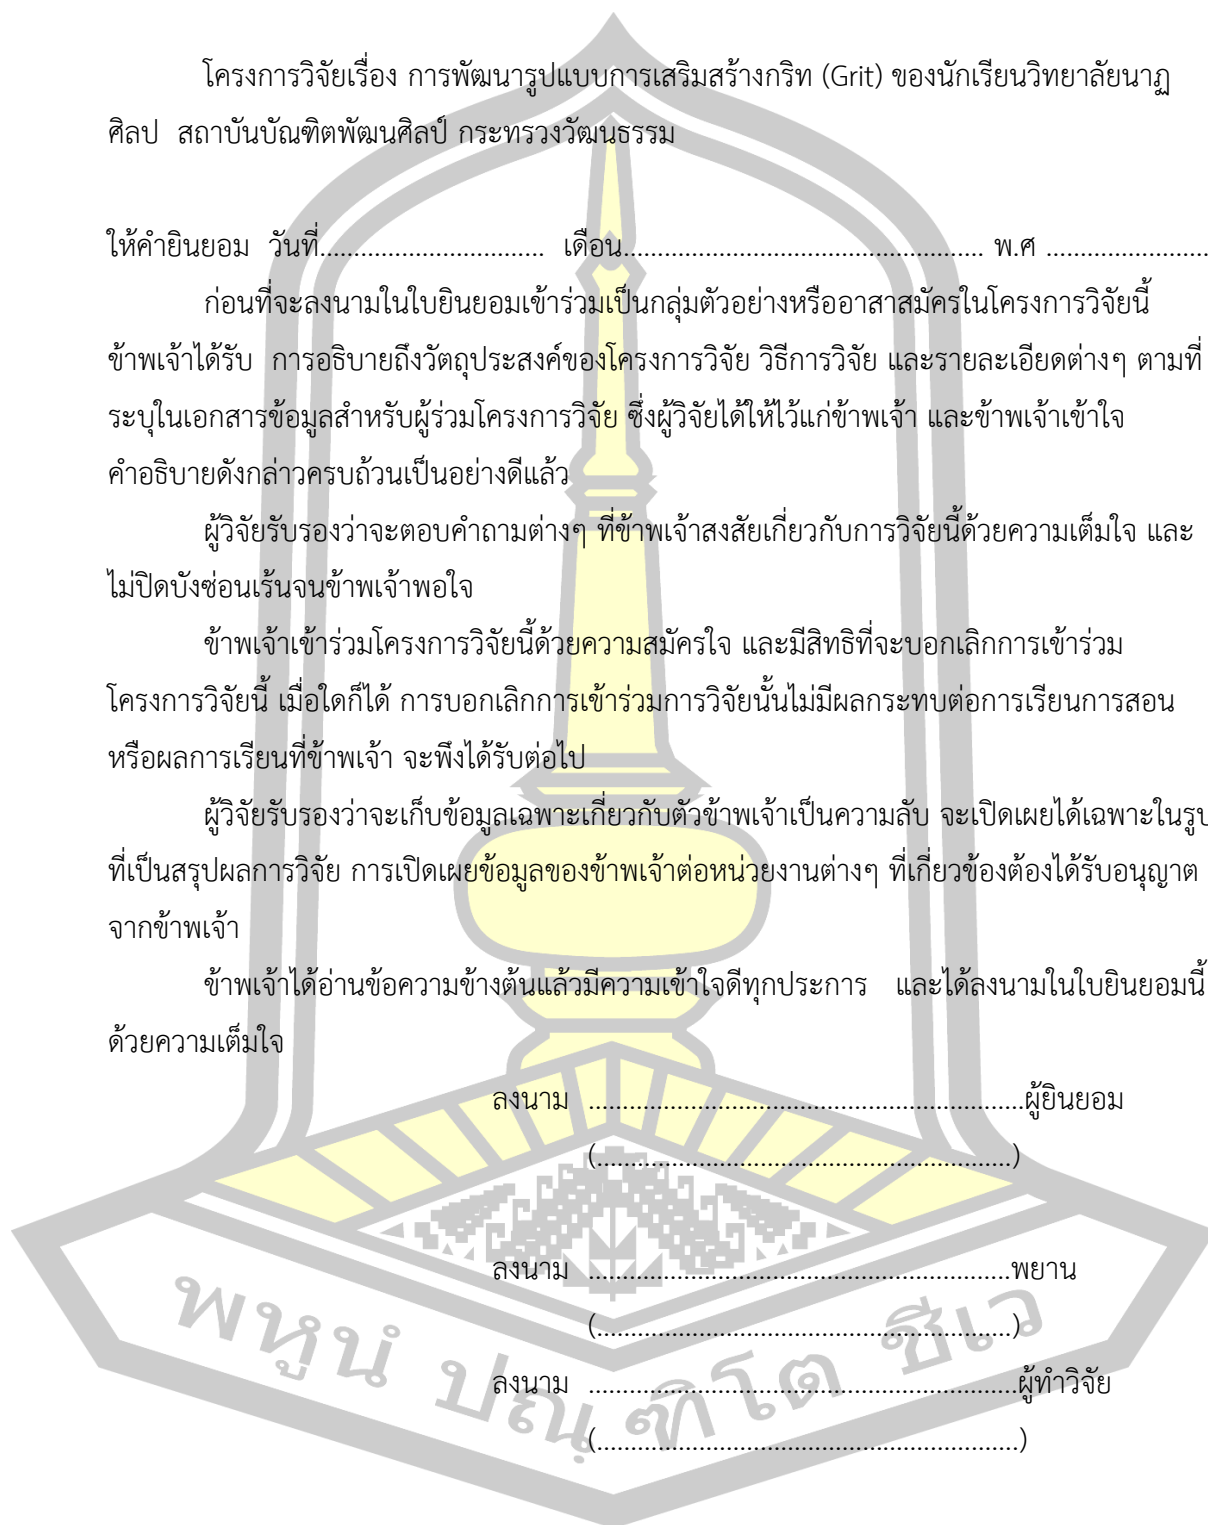 โครงการวิจัยเรื่อง การพัฒนารูปแบบการเสริมสร้างกริท (Grit) ของนักเรียนวิทยาลัยนาฏ
ศิลป  สถาบันบัณฑิตพัฒนศิลป์ กระทรวงวัฒนธรรม
ให้คำยินยอม  วันที่................................. เดือน..................................................... พ.ศ ........................
ก่อนที่จะลงนามในใบยินยอมเข้าร่วมเป็นกลุ่มตัวอย่างหรืออาสาสมัครในโครงการวิจัยนี้
ข้าพเจ้าได้รับ  การอธิบายถึงวัตถุประสงค์ของโครงการวิจัย วิธีการวิจัย และรายละเอียดต่างๆ ตามที่
ระบุในเอกสารข้อมูลสำหรับผู้ร่วมโครงการวิจัย ซึ่งผู้วิจัยได้ให้ไว้แก่ข้าพเจ้า และข้าพเจ้าเข้าใจ
คำอธิบายดังกล่าวครบถ้วนเป็นอย่างดีแล้ว
ผู้วิจัยรับรองว่าจะตอบคำถามต่างๆ ที่ข้าพเจ้าสงสัยเกี่ยวกับการวิจัยนี้ด้วยความเต็มใจ และ
ไม่ปิดบังซ่อนเร้นจนข้าพเจ้าพอใจ
ข้าพเจ้าเข้าร่วมโครงการวิจัยนี้ด้วยความสมัครใจ และมีสิทธิที่จะบอกเลิกการเข้าร่วม
โครงการวิจัยนี้ เมื่อใดก็ได้ การบอกเลิกการเข้าร่วมการวิจัยนั้นไม่มีผลกระทบต่อการเรียนการสอน
หรือผลการเรียนที่ข้าพเจ้า จะพึงได้รับต่อไป
ผู้วิจัยรับรองว่าจะเก็บข้อมูลเฉพาะเกี่ยวกับตัวข้าพเจ้าเป็นความลับ จะเปิดเผยได้เฉพาะในรูป
ที่เป็นสรุปผลการวิจัย การเปิดเผยข้อมูลของข้าพเจ้าต่อหน่วยงานต่างๆ ที่เกี่ยวข้องต้องได้รับอนุญาต
จากข้าพเจ้า
ข้าพเจ้าได้อ่านข้อความข้างต้นแล้วมีความเข้าใจดีทุกประการ   และได้ลงนามในใบยินยอมนี้
ด้วยความเต็มใจ
ลงนาม ................................................................ผู้ยินยอม
(.............................................................)
ลงนาม ..............................................................พยาน
(.............................................................)
ลงนาม ...............................................................ผู้ทำวิจัย
(..............................................................)
พหูนํ ปณฺฑิโต ชีเว